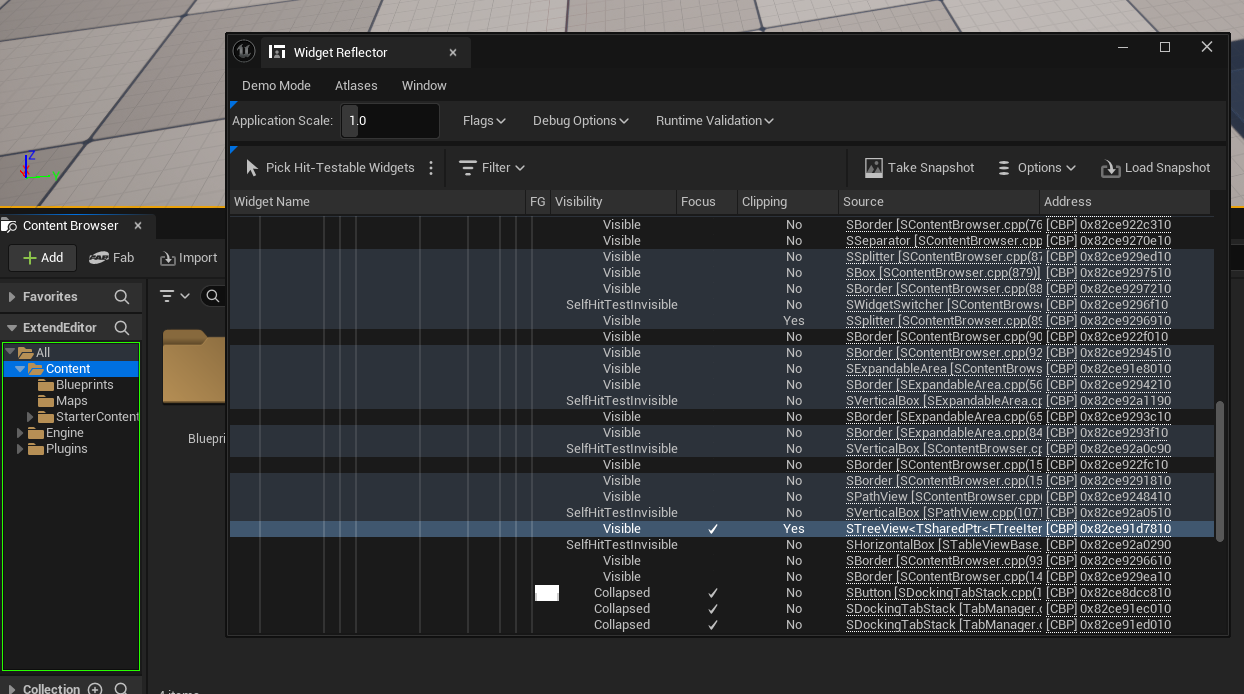 Widget Reflector
Demo Mode Atlases Window
Application Scale: 1.0 Flags Debug Options Runtime Validation
Pick Hit-Testable Widgets Filter Take Snapshot Options Load Snapshot
Widget Name FG Visibility Focus Clipping Source Address
Visible No SBorder [SContentBrowser.cpp(76 [CBP] 0x82ce922c310
Visible No SSeparator [SContentBrowser.cpp [CBP] 0x82ce9270e10
Visible No SSplitter [SContentBrowser.cpp(87 [CBP] 0x82ce929ed10
Visible No SBox [SContentBrowser.cpp(879)] [CBP] 0x82ce9297510
Visible No SBorder [SContentBrowser.cpp(88 [CBP] 0x82ce9297210
SelfHitTestInvisible No SWidgetSwitcher [SContentBrows [CBP] 0x82ce9296f10
Visible Yes SSplitter [SContentBrowser.cpp(89 [CBP] 0x82ce9296910
Visible No SBorder [SContentBrowser.cpp(90 [CBP] 0x82ce922f010
Visible No SBorder [SContentBrowser.cpp(92 [CBP] 0x82ce9294510
Visible No SExpandableArea [SContentBrows [CBP] 0x82ce91e8010
Visible No SBorder [SExpandableArea.cpp(56 [CBP] 0x82ce9294210
SelfHitTestInvisible No SVerticalBox [SExpandableArea.cp [CBP] 0x82ce92a1190
Visible No SBorder [SExpandableArea.cpp(65 [CBP] 0x82ce9293c10
Visible No SBorder [SExpandableArea.cpp(84 [CBP] 0x82ce9293f10
SelfHitTestInvisible No SVerticalBox [SContentBrowser.cp [CBP] 0x82ce92a0c90
Visible No SBorder [SContentBrowser.cpp(15 [CBP] 0x82ce922fc10
Visible No SBorder [SContentBrowser.cpp(15 [CBP] 0x82ce9291810
Visible No SPathView [SContentBrowser.cpp( [CBP] 0x82ce9248410
SelfHitTestInvisible No SVerticalBox [SPathView.cpp(1071 [CBP] 0x82ce92a0510
Visible ✓ Yes STreeView<TSharedPtr<FTreeIter [CBP] 0x82ce91d7810
SelfHitTestInvisible No SHorizontalBox [STableViewBase. [CBP] 0x82ce92a0290
Visible No SBorder [SContentBrowser.cpp(93 [CBP] 0x82ce9296610
Visible No SBorder [SContentBrowser.cpp(14 [CBP] 0x82ce929ea10
Collapsed ✓ No SButton [SDockingTabStack.cpp(1 [CBP] 0x82ce8dcc810
Collapsed ✓ No SDockingTabStack [TabManager.c [CBP] 0x82ce91ec010
Collapsed ✓ No SDockingTabStack [TabManager.c [CBP] 0x82ce91ed010
Z
Content Browser
Add Fab Import
Favorites
ExtendEditor
All
Content
Blueprints
Maps
StarterContent
Engine
Plugins
Bluepri
Collection